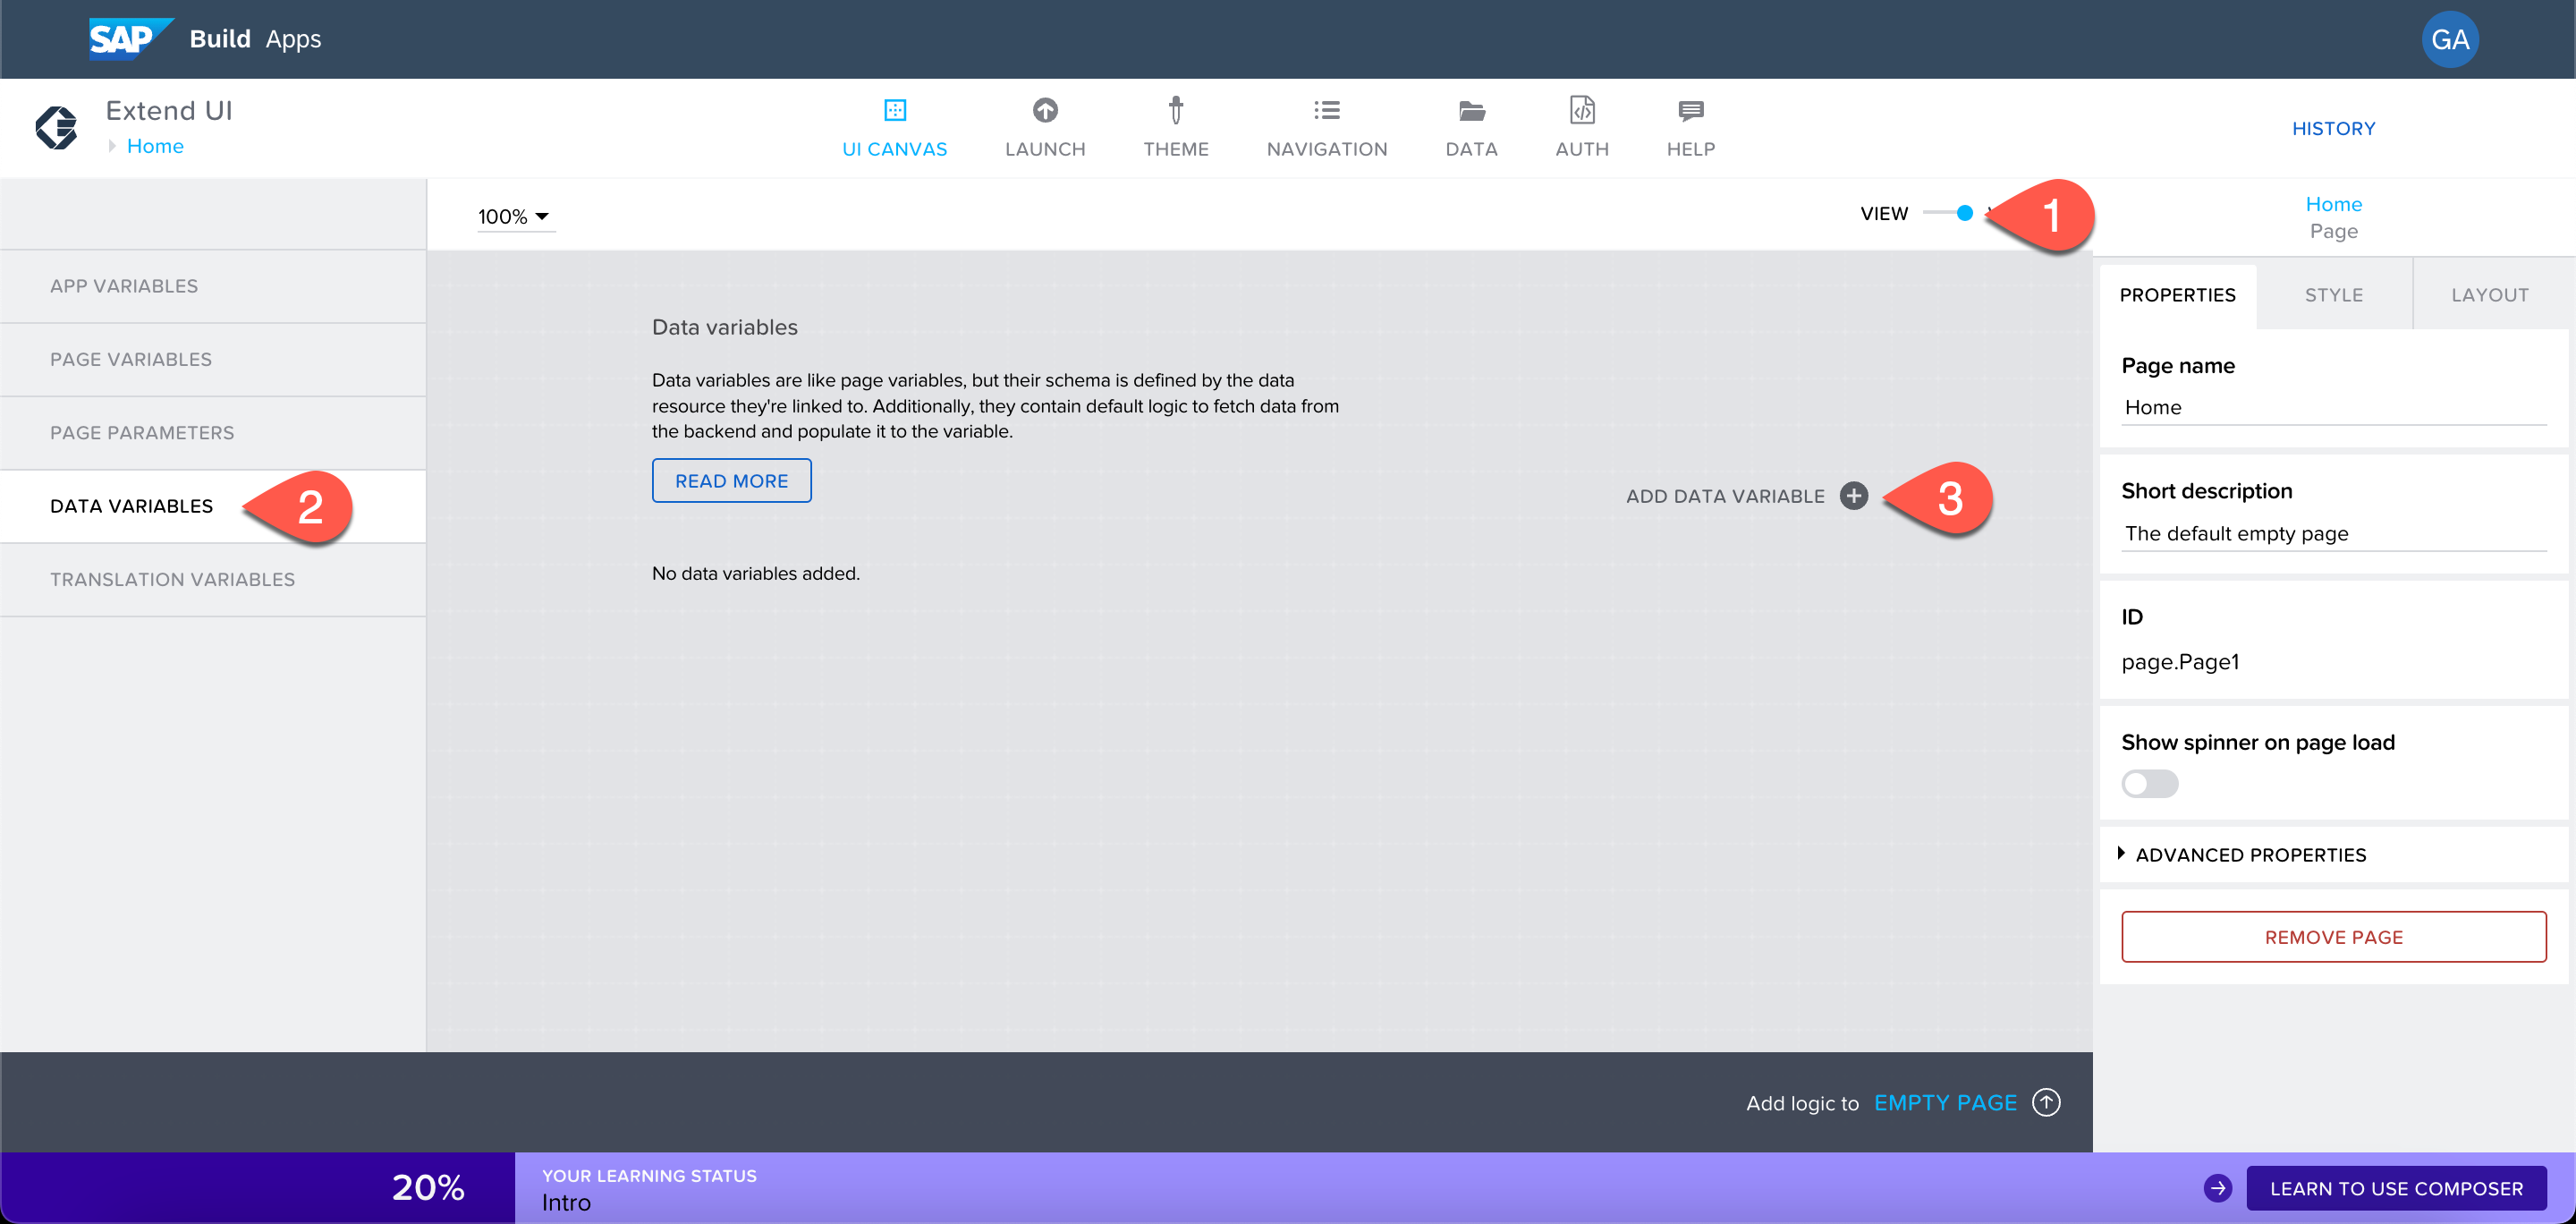 SAP Build Apps
GA
Extend UI
Home
UI CANVAS
LAUNCH
THEME
NAVIGATION
DATA
AUTH
HELP
HISTORY
100%
VIEW
1
Home
Page
APP VARIABLES
PAGE VARIABLES
PAGE PARAMETERS
DATA VARIABLES
2
TRANSLATION VARIABLES
Data variables
Data variables are like page variables, but their schema is defined by the data
resource they're linked to. Additionally, they contain default logic to fetch data from
the backend and populate it to the variable.
READ MORE
ADD DATA VARIABLE
3
No data variables added.
PROPERTIES
STYLE
LAYOUT
Page name
Home
Short description
The default empty page
ID
page.Page1
Show spinner on page load
ADVANCED PROPERTIES
REMOVE PAGE
Add logic to EMPTY PAGE
20%
YOUR LEARNING STATUS
Intro
LEARN TO USE COMPOSER